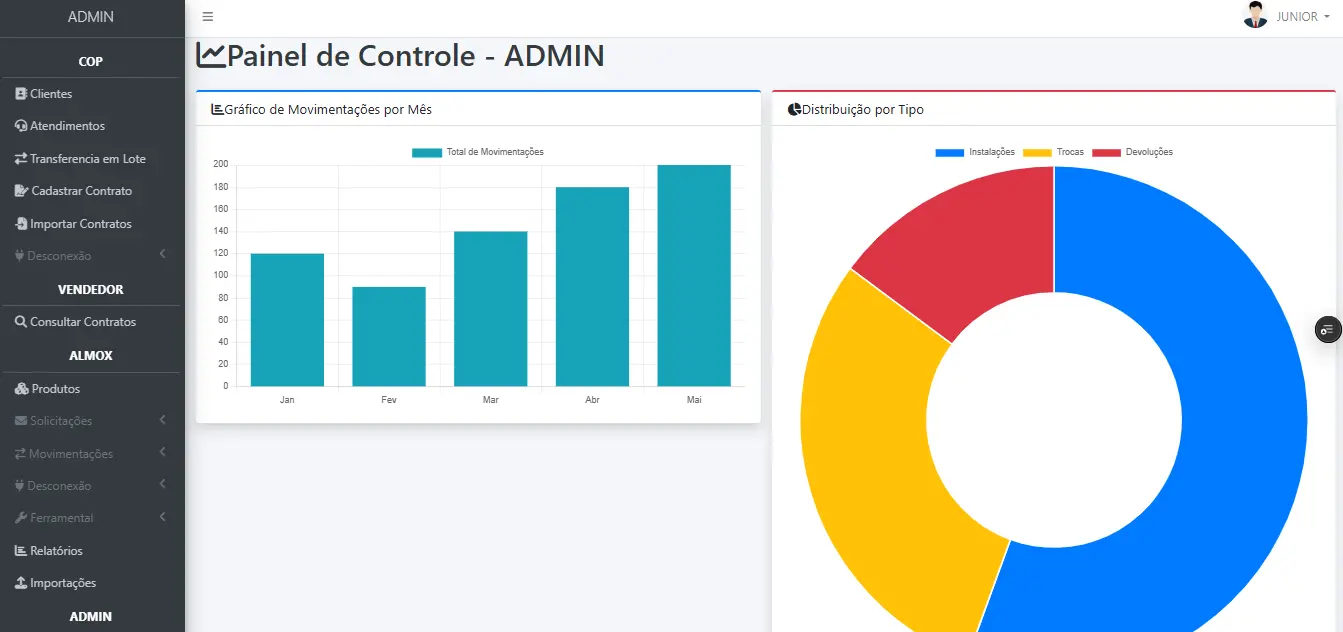 ADMIN
JUNIOR
COP
Clientes
Atendimentos
Transferencia em Lote
Cadastrar Contrato
Importar Contratos
Desconexão
VENDEDOR
Consultar Contratos
ALMOX
Produtos
Solicitações
Movimentações
Desconexão
Ferramental
Relatórios
Importações
ADMIN
Painel de Controle - ADMIN
Gráfico de Movimentações por Mês
Total de Movimentações
200
180
160
140
120
100
80
60
40
20
0
Jan Fev Mar Abr Mai
Distribuição por Tipo
Instalações Trocas Devoluções